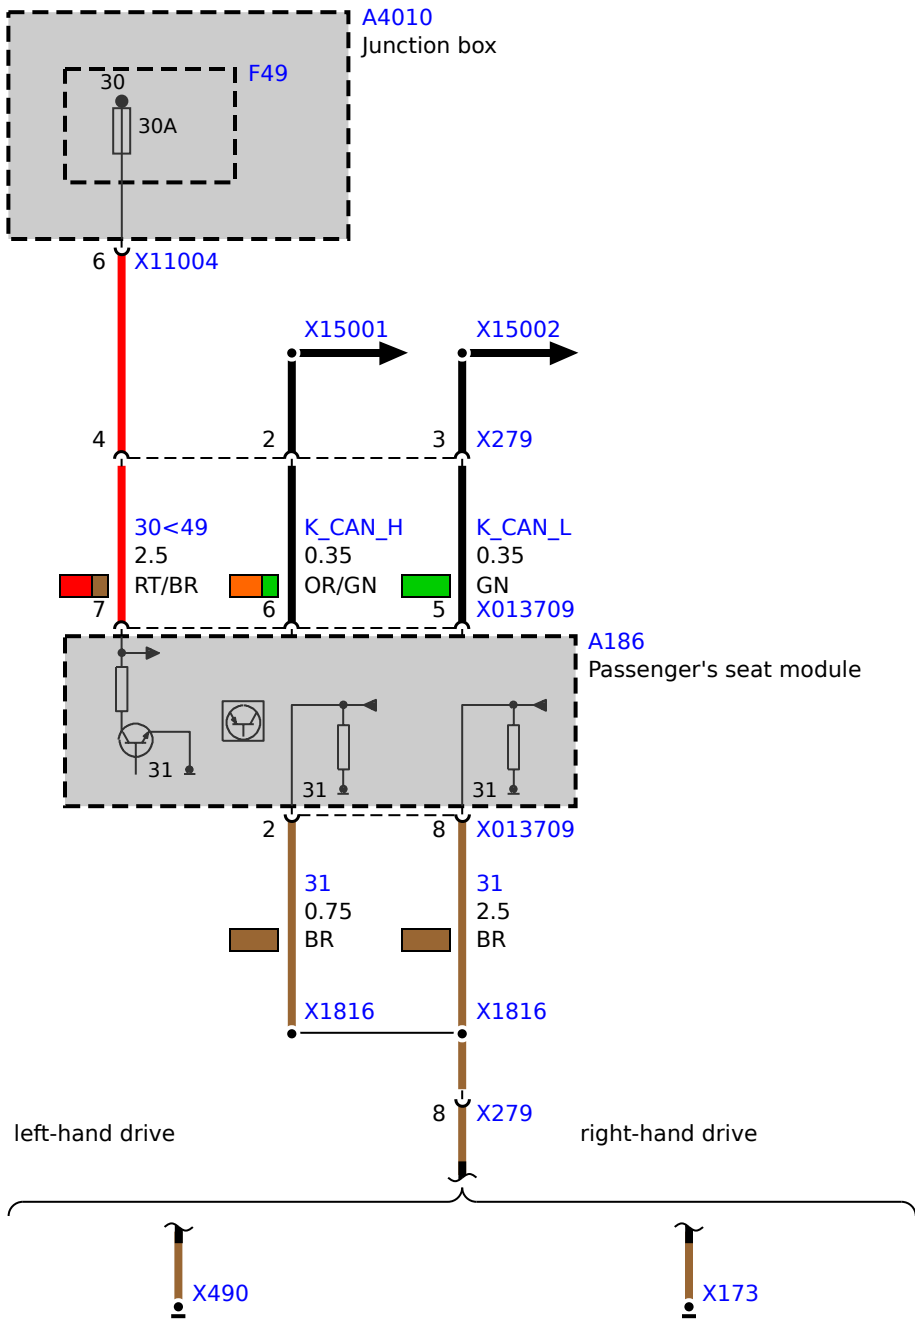 A4010
Junction box
F49
30
30A
6 X11004
X15001 X15002
4 2 3 X279
30<49 K_CAN_H K_CAN_L
2.5 0.35 0.35
RT/BR OR/GN GN
7 6 5 X013709
A186
Passenger's seat module
31
31 31
2 8 X013709
31 31
0.75 2.5
BR BR
X1816 X1816
8 X279
left-hand drive right-hand drive
X490 X173